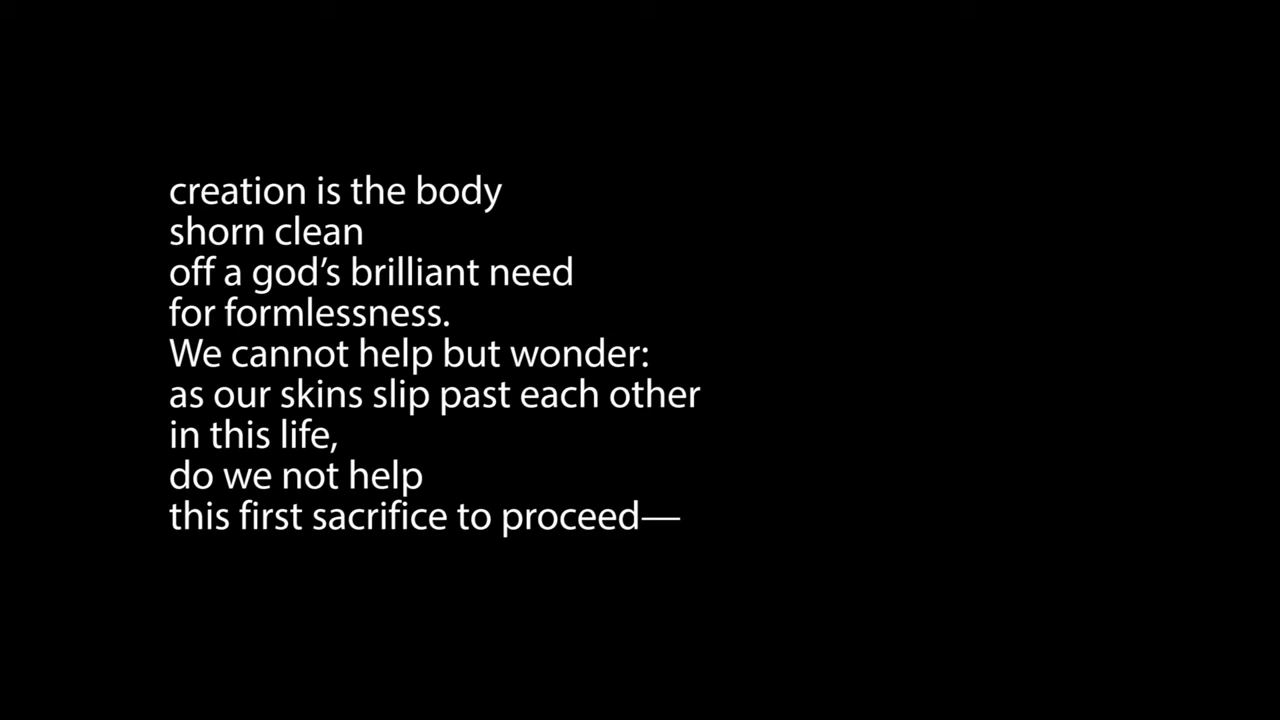 creation is the body
shorn clean
off a god’s brilliant need
for formlessness.
We cannot help but wonder:
as our skins slip past each other
in this life,
do we not help
this first sacrifice to proceed—